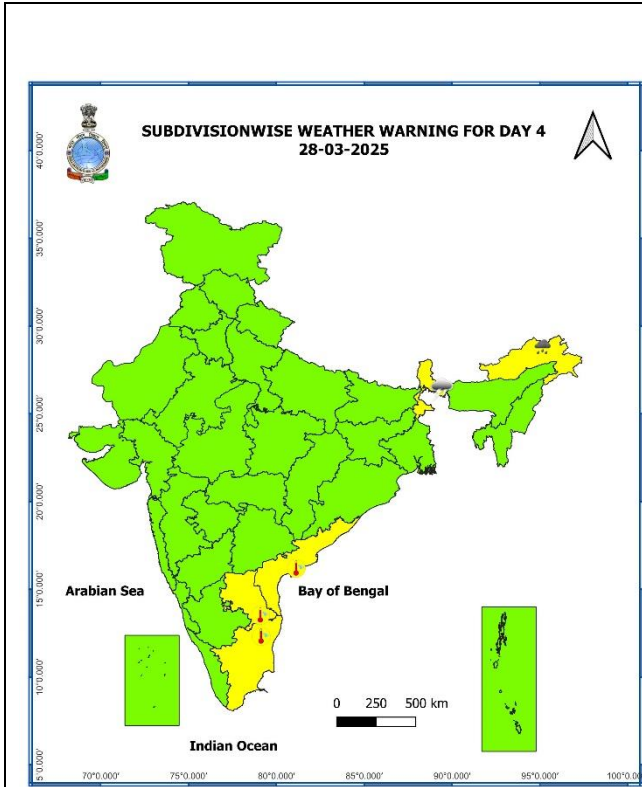 SUBDIVISIONWISE WEATHER WARNING FOR DAY 4
28-03-2025
40°0.000'
35°0.000'
30°0.000'
25°0.000'
20°0.000'
15°0.000'
10°0.000'
5°0.000'
Arabian Sea
Bay of Bengal
0 250 500 km
Indian Ocean
70°0.000' 75°0.000' 80°0.000' 85°0.000' 90°0.000' 95°0.000' 100°0.00